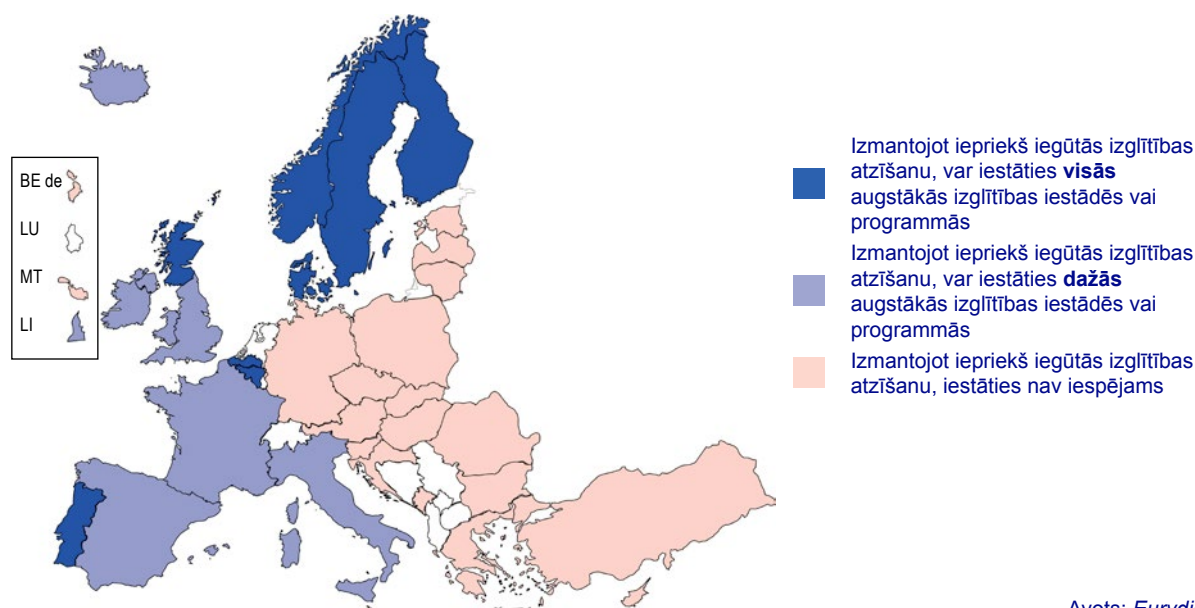 BE de
LU
MT
LI
Izmantojot iepriekš iegūtās izglītības
atzīšanu, var iestāties visās
augstākās izglītības iestādēs vai
programmās
Izmantojot iepriekš iegūtās izglītības
atzīšanu, var iestāties dažās
augstākās izglītības iestādēs vai
programmās
Izmantojot iepriekš iegūtās izglītības
atzīšanu, iestāties nav iespējams
Avots: Eurydi